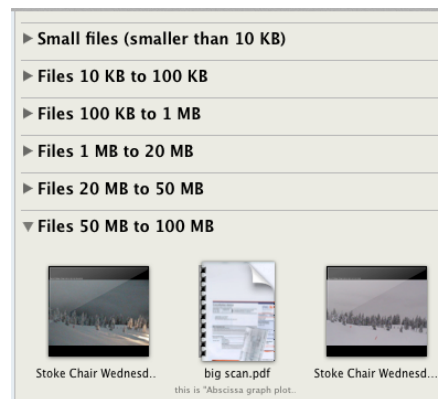 Small files (smaller than 10 KB)
Files 10 KB to 100 KB
Files 100 KB to 1 MB
Files 1 MB to 20 MB
Files 20 MB to 50 MB
Files 50 MB to 100 MB
Stoke Chair Wednesd.. big scan.pdf Stoke Chair Wednesd...
this is "Abscissa graph plot..